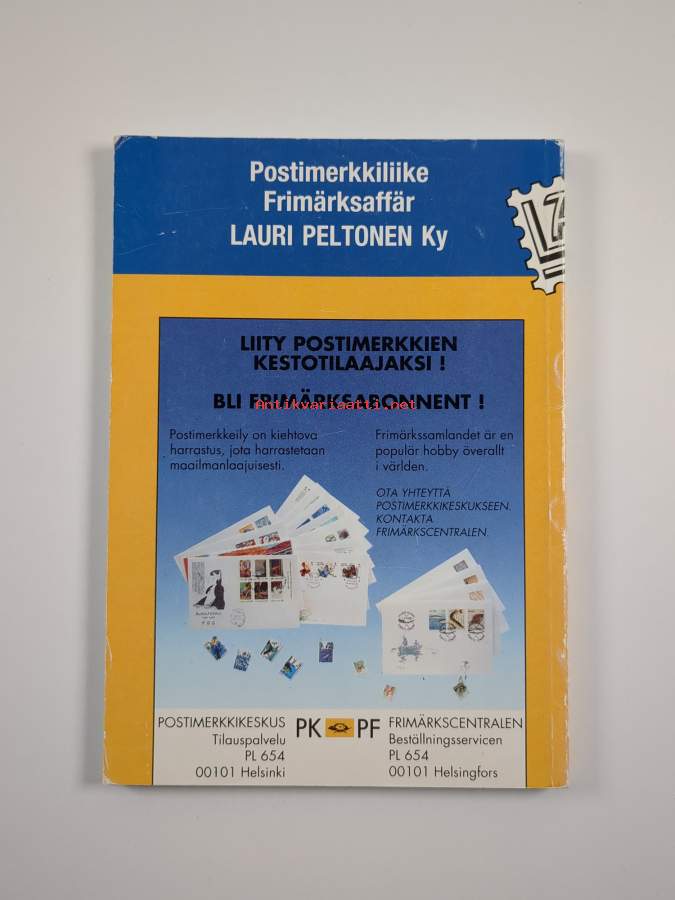 Postimerkkiliike
Frimärksaffär
LAURI PELTONEN Ky
LIITY POSTIMERKKIEN
KESTOTILAAJAKSI !
BLI FRIMÄRKSABONNENT !
Antikvariaatti.net
Postimerkkeily on kiehtova
harrastus, jota harrastetaan
maailmanlaajuisesti.
Frimärkssamlandet är en
populär hobby överallt
i världen.
OTA YHTEYTTÄ
POSTIMERKKIKESKUKSEEN.
KONTAKTA
FRIMÄRKSCENTRALEN.
POSTIMERKKIKESKUS
Tilauspalvelu
PL 654
00101 Helsinki
PK PF
FRIMÄRKSCENTRALEN
Beställningsservicen
PL 654
00101 Helsingfors